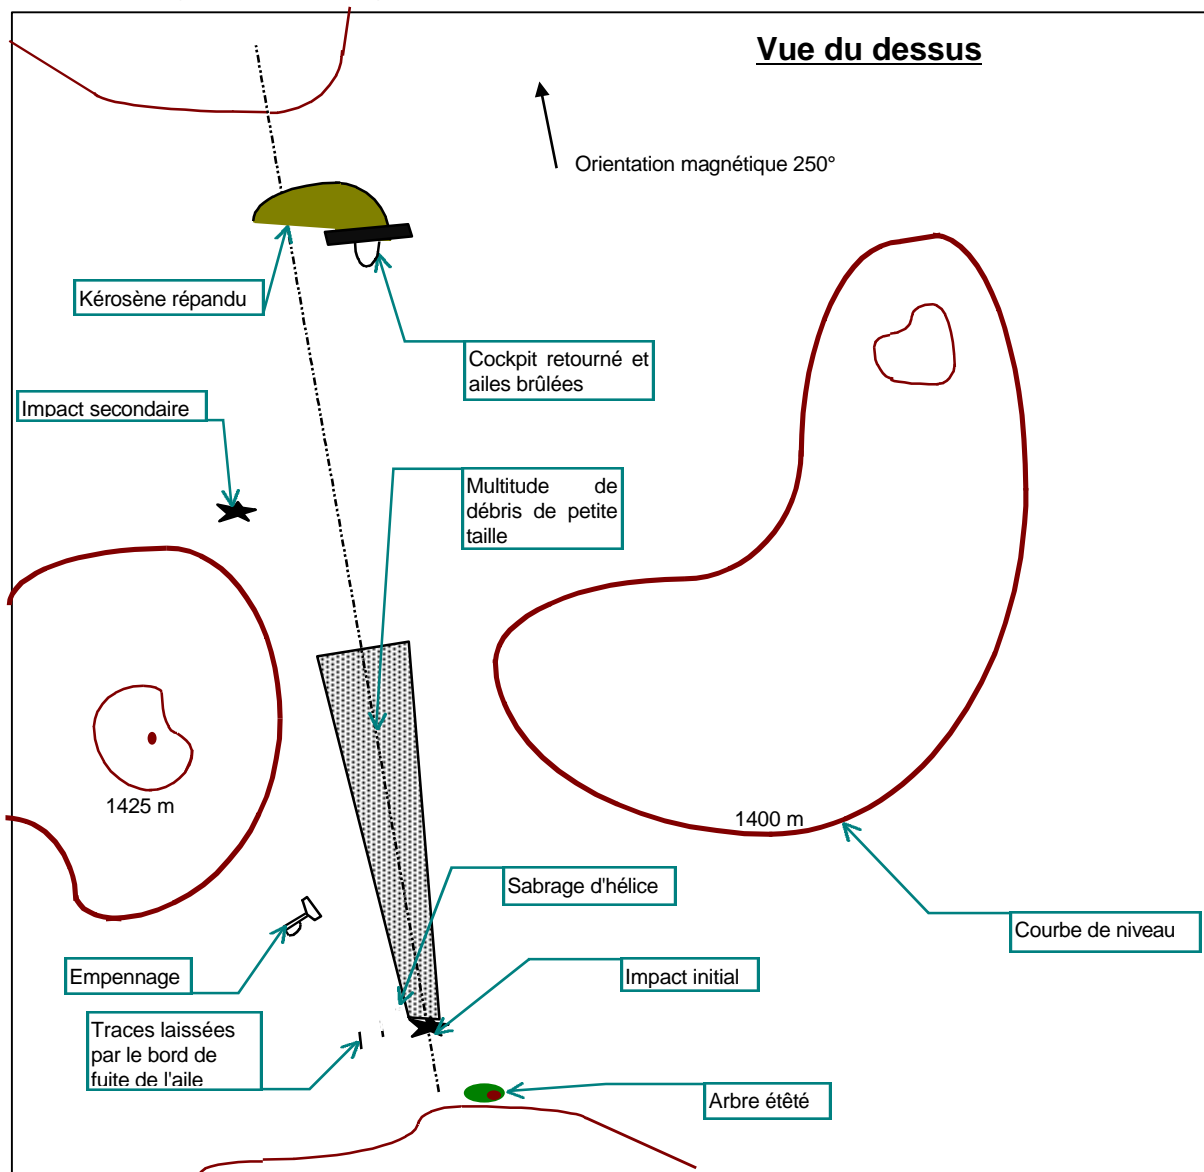 Vue du dessus
Orientation magnétique 250°
Kérosène répandu
Cockpit retourné et
ailes brûlées
Impact secondaire
Multitude de
débris de petite
taille
1425 m
1400 m
Sabrage d'hélice
Courbe de niveau
Empennage
Impact initial
Traces laissées
par le bord de
fuite de l'aile
Arbre étêté